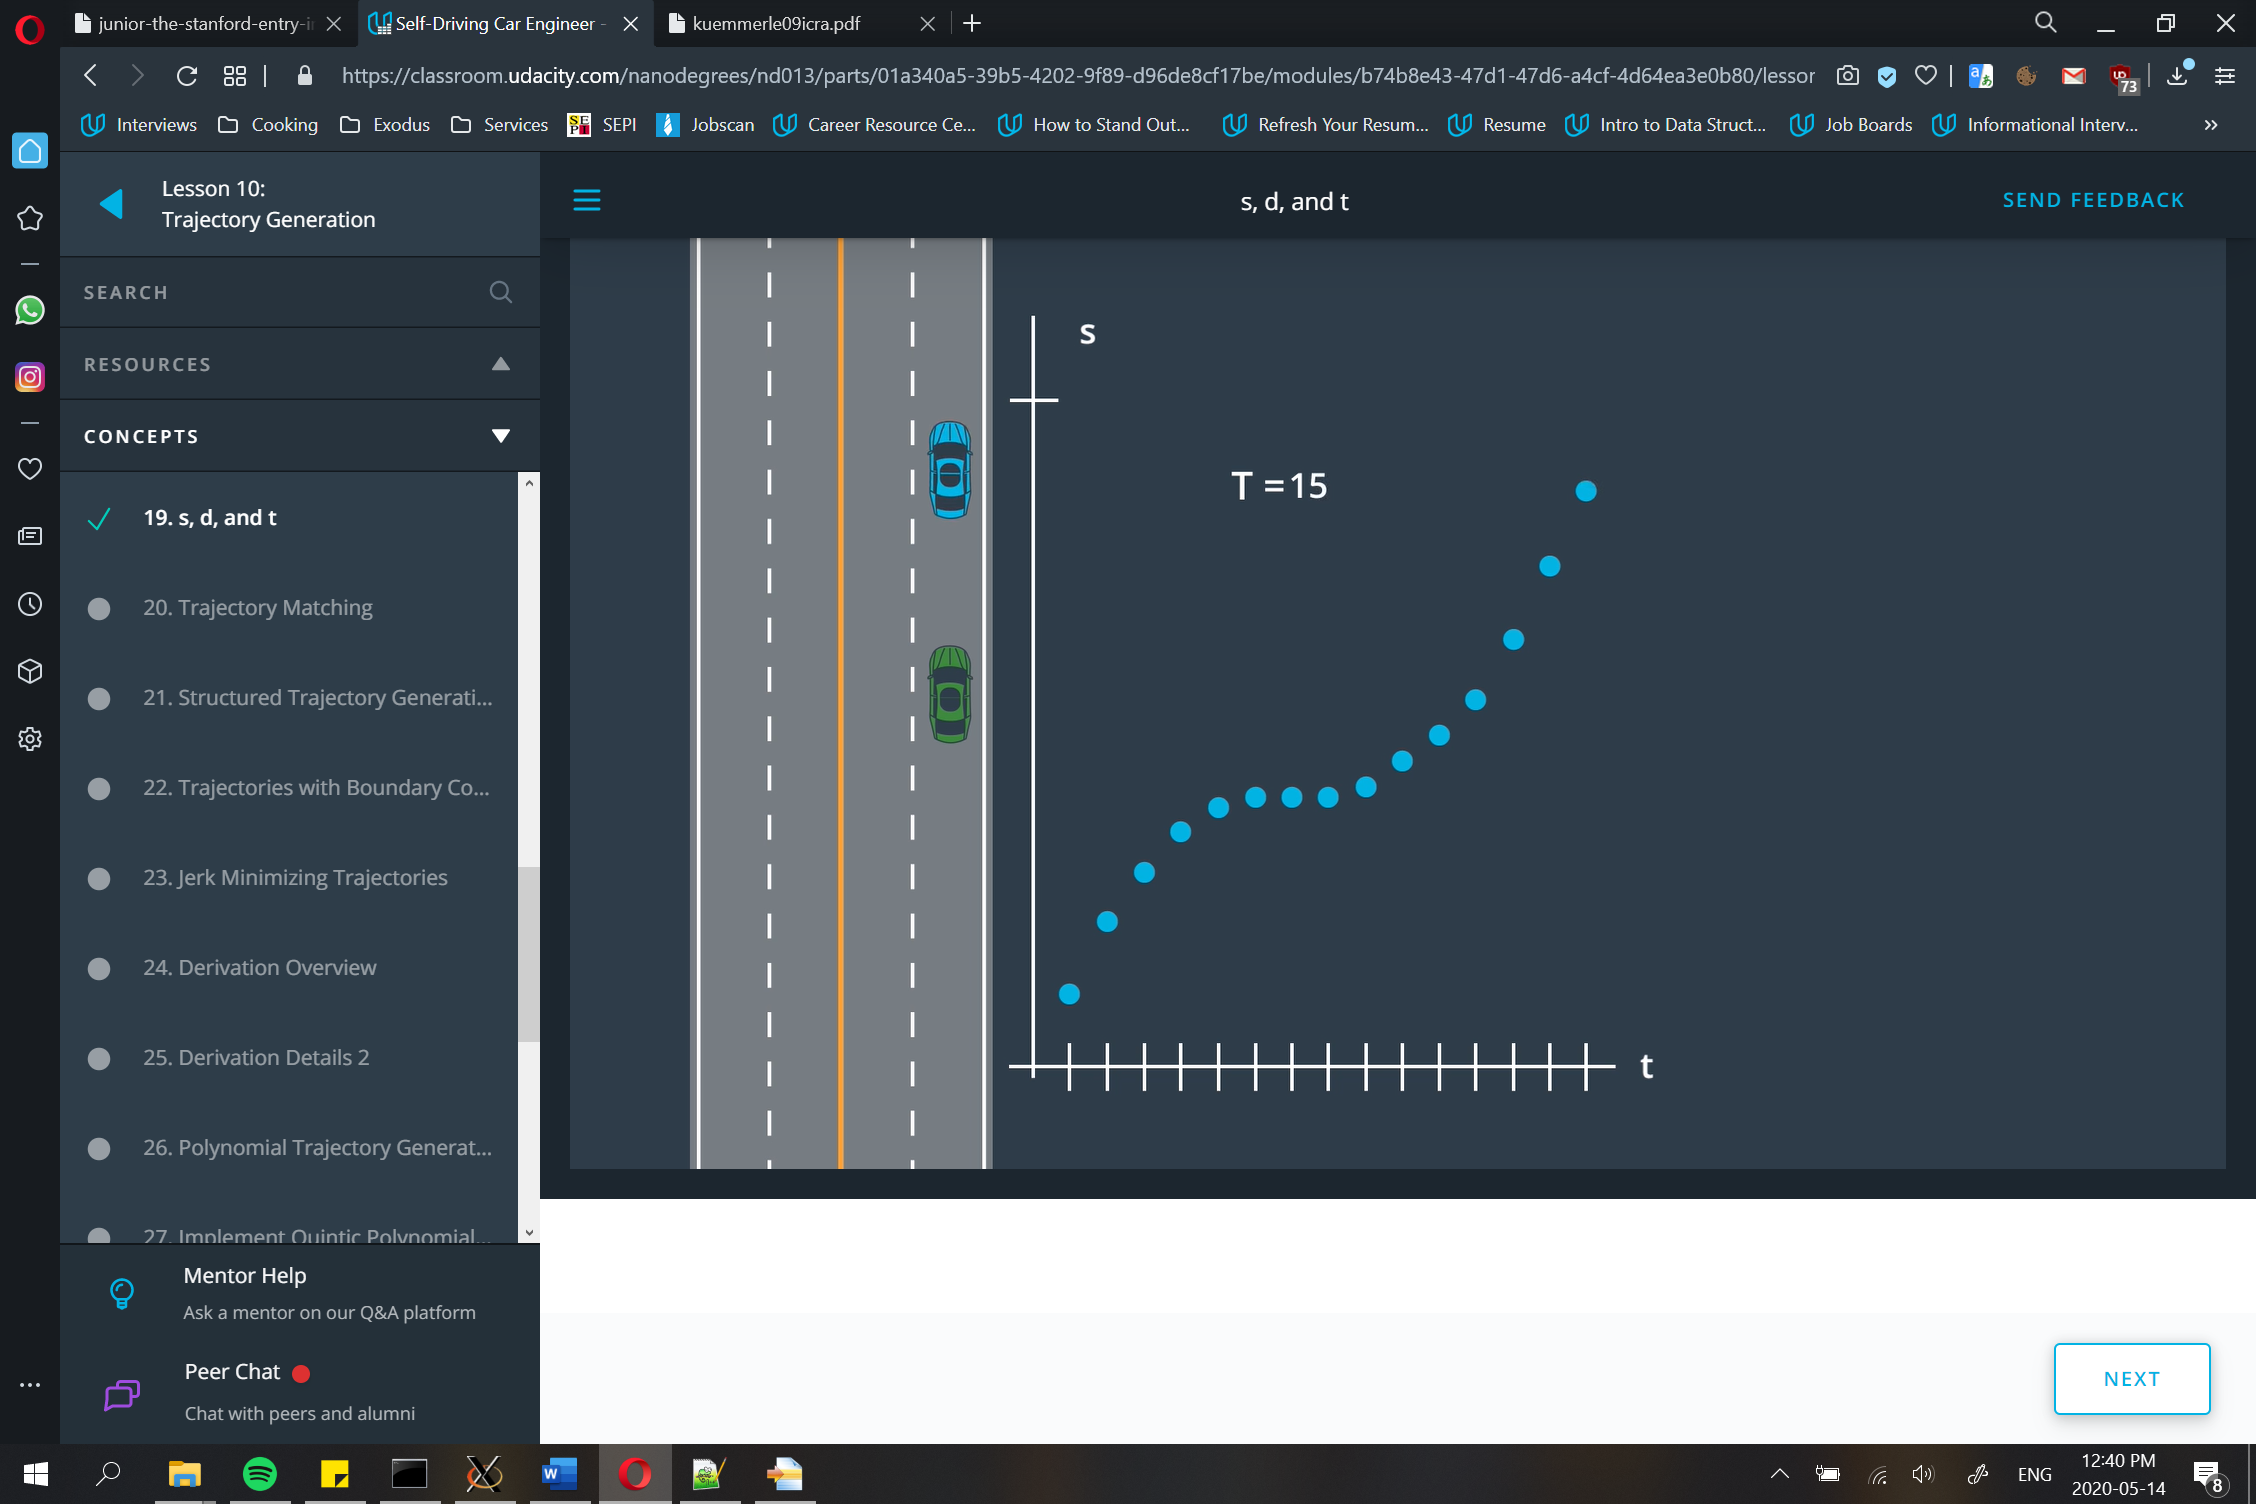 junior-the-stanford-entry-i
Self-Driving Car Engineer -
kuemmerle09icra.pdf
https://classroom.udacity.com/nanodegrees/nd013/parts/01a340a5-39b5-4202-9f89-d96de8cf17be/modules/b74b8e43-47d1-47d6-a4cf-4d64ea3e0b80/lessor
73
Interviews
Cooking
Exodus
Services
SEPI
Jobscan
Career Resource Ce...
How to Stand Out...
Refresh Your Resum...
Resume
Intro to Data Struct...
Job Boards
Informational Interv...
Lesson 10:
Trajectory Generation
s, d, and t
SEND FEEDBACK
SEARCH
RESOURCES
CONCEPTS
19. s, d, and t
20. Trajectory Matching
21. Structured Trajectory Generati...
22. Trajectories with Boundary Co...
23. Jerk Minimizing Trajectories
24. Derivation Overview
25. Derivation Details 2
26. Polynomial Trajectory Generat...
27. Implement Quintic Polynomial...
s
T =15
t
Mentor Help
Ask a mentor on our Q&A platform
Peer Chat
Chat with peers and alumni
NEXT
ENG
12:40 PM
2020-05-14
8